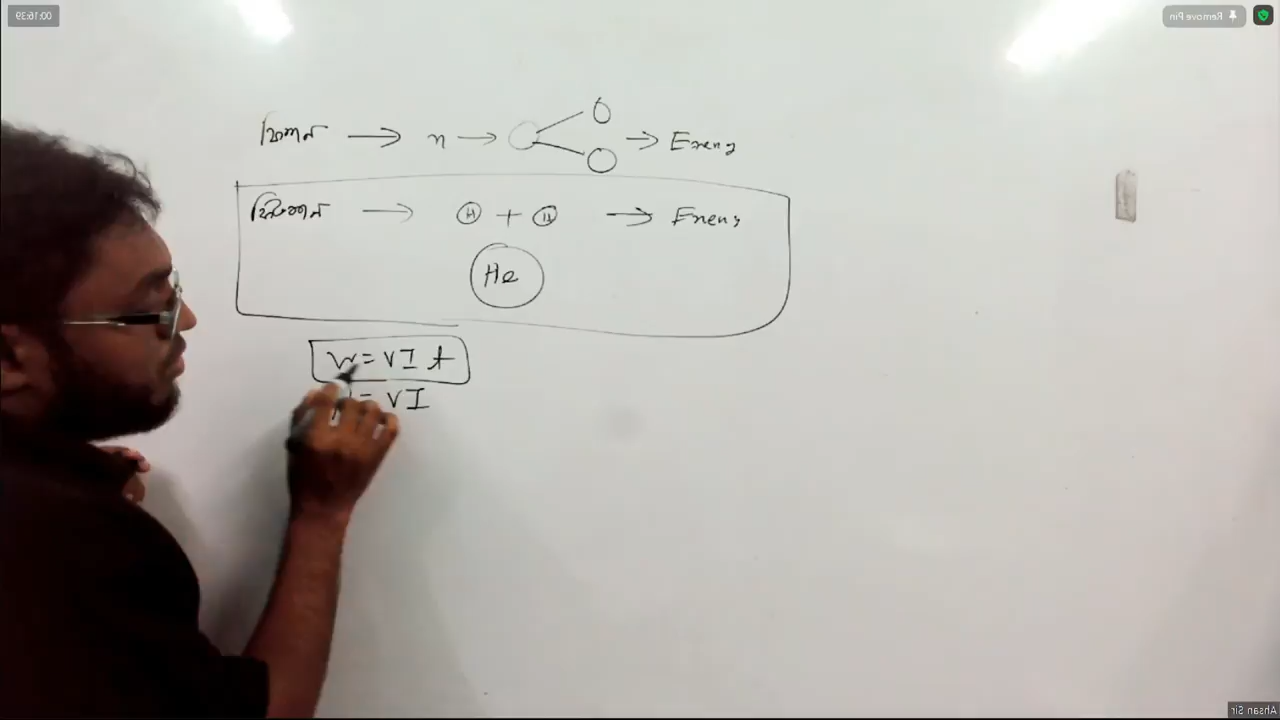 00:16:39
Remove Pin
ফিশন → n → → Energy
ফিউশন → H + H → Energy
He
W = VIt
P = VI
Ahsan Sir